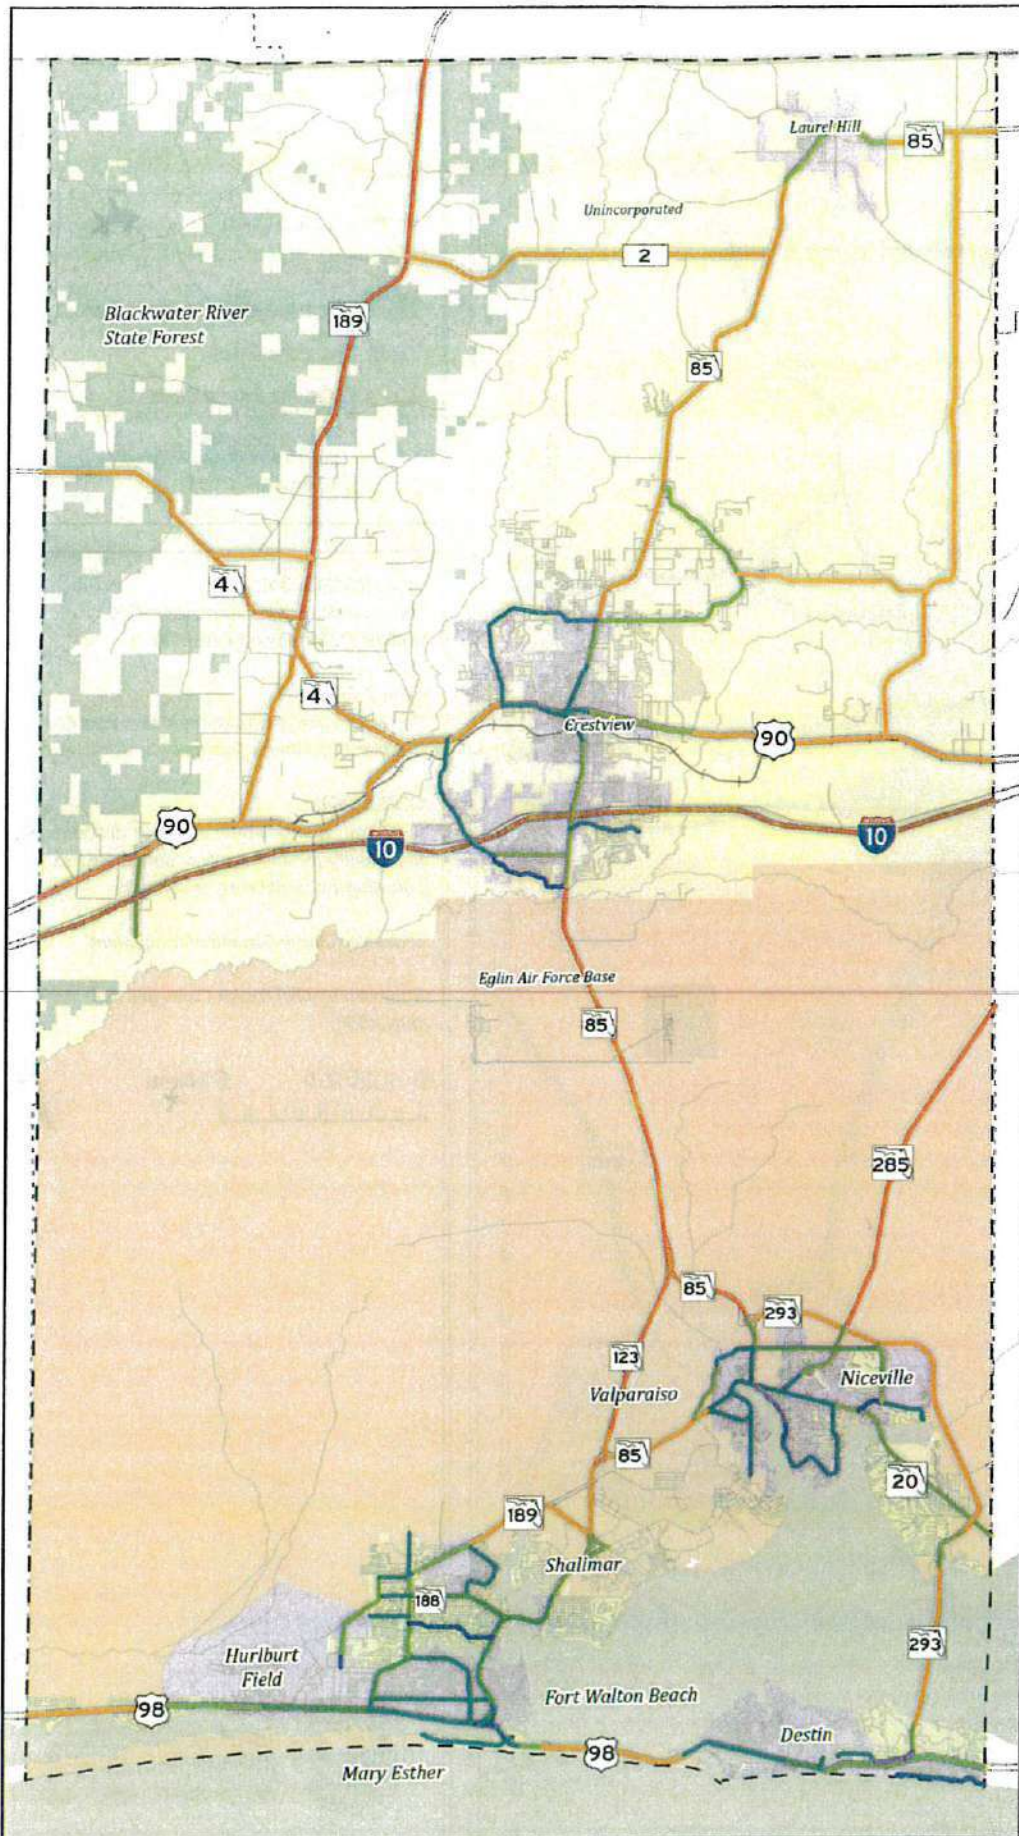 Laurel Hill
85
Unincorporated
2
Blackwater River
State Forest
189
85
4
4
Crestview
90
90
10
10
Eglin Air Force Base
85
285
85
293
123
Niceville
Valparaiso
85
20
189
Shalimar
188
293
Hurlburt
Field
Fort Walton Beach
98
Destin
98
Mary Esther